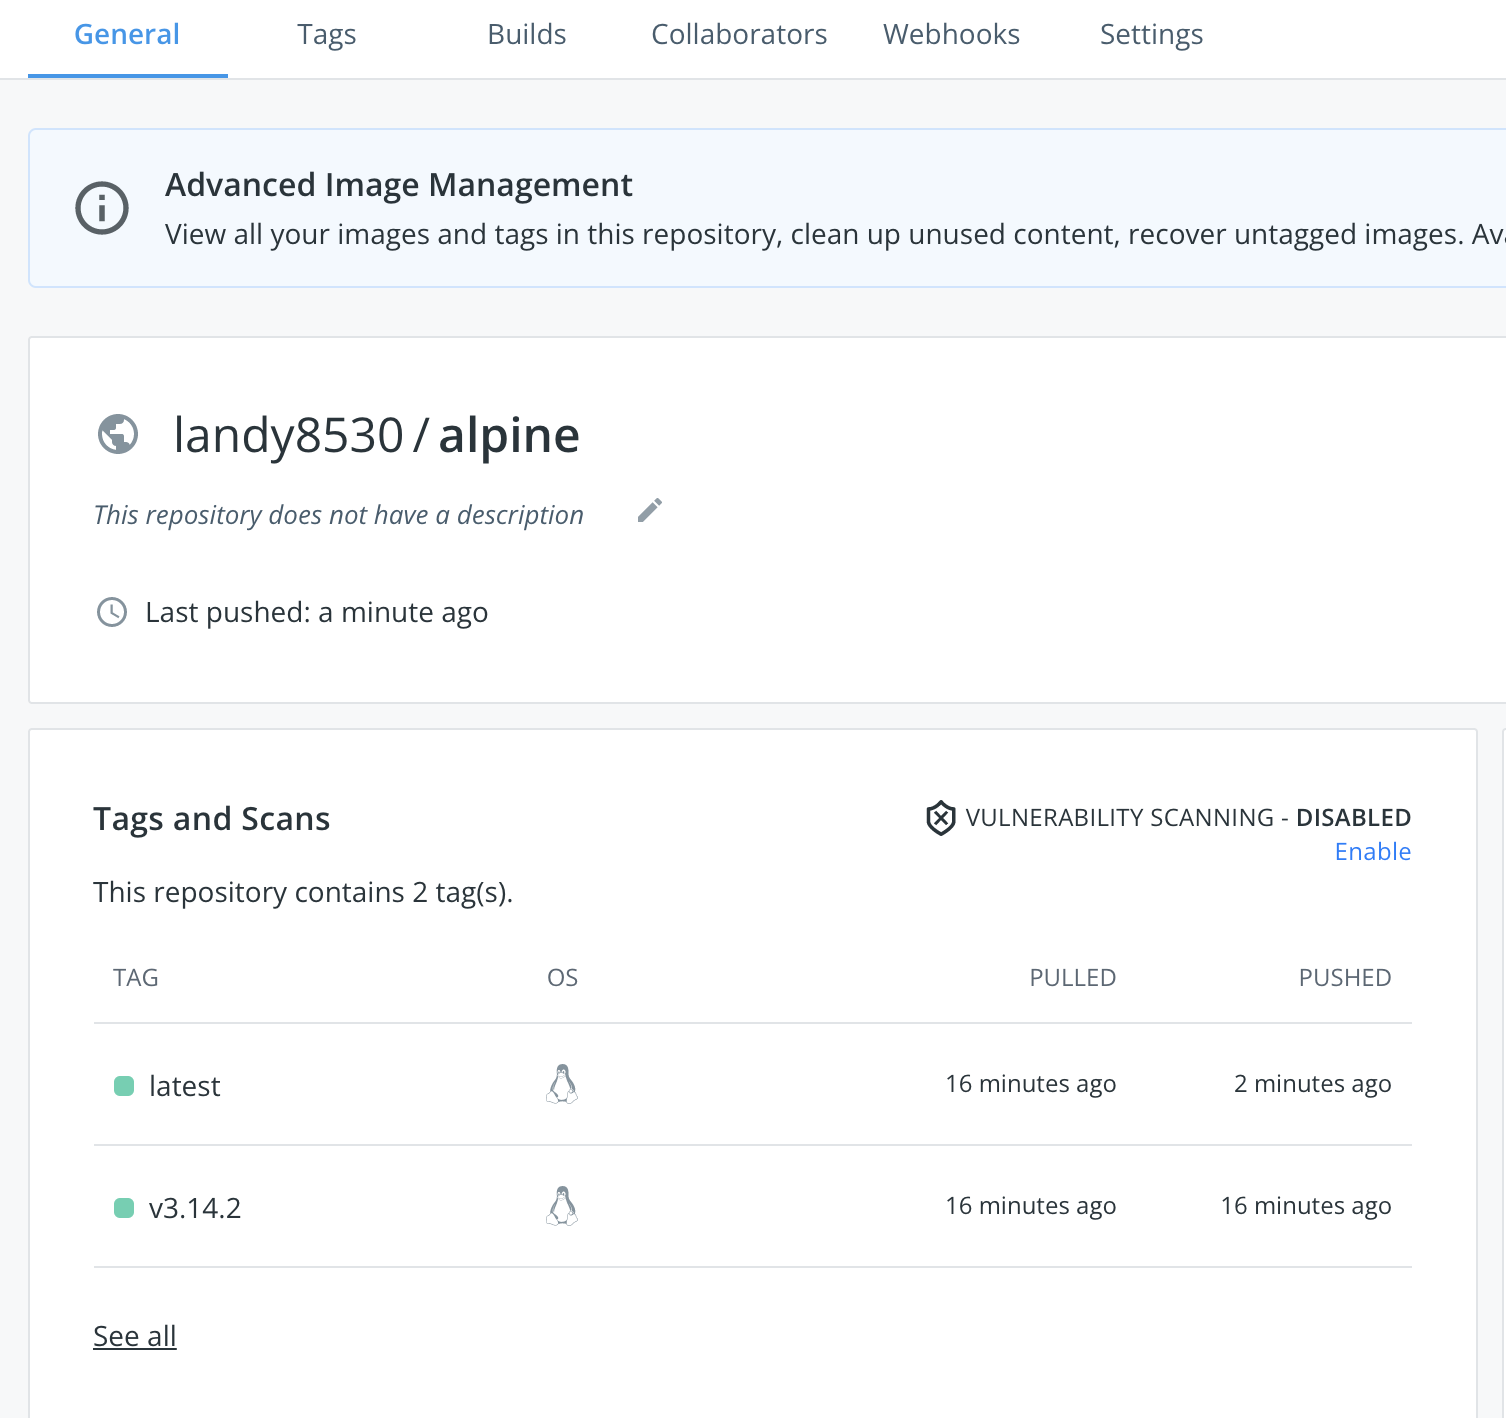 General Tags Builds Collaborators Webhooks Settings
Advanced Image Management
View all your images and tags in this repository, clean up unused content, recover untagged images.
landy8530 / alpine
This repository does not have a description
Last pushed: a minute ago
Tags and Scans
VULNERABILITY SCANNING - DISABLED
Enable
This repository contains 2 tag(s).
TAG OS PULLED PUSHED
latest 16 minutes ago 2 minutes ago
v3.14.2 16 minutes ago 16 minutes ago
See all